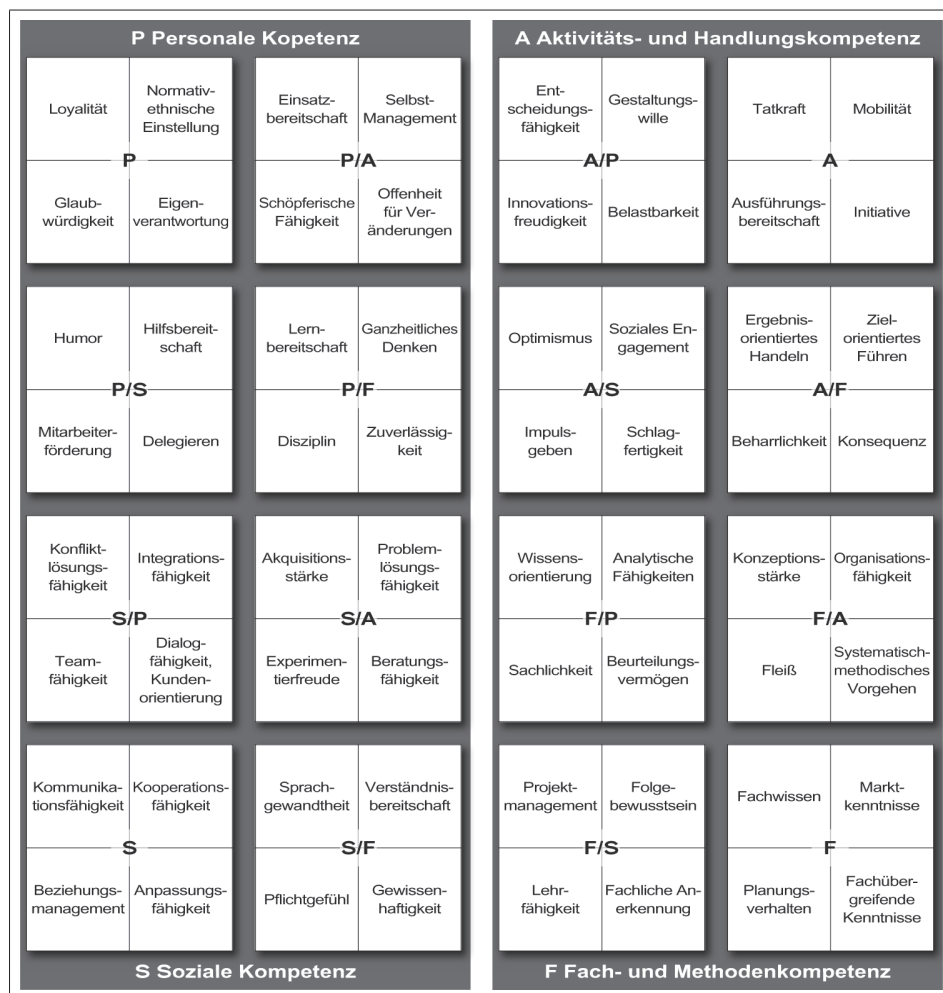 P Personale Kopetenz
Loyalität
Normativ-
ethnische
Einstellung
P
Glaub-
würdigkeit
Eigen-
verantwortung
Einsatz-
bereitschaft
Selbst-
Management
P/A
Schöpferische
Fähigkeit
Offenheit
für Ver-
änderungen
Humor
Hilfsbereit-
schaft
P/S
Mitarbeiter-
förderung
Delegieren
Lern-
bereitschaft
Ganzheitliches
Denken
P/F
Disziplin
Zuverlässig-
keit
A Aktivitäts- und Handlungskompetenz
Ent-
scheidungs-
fähigkeit
Gestaltungs-
wille
A/P
Innovations-
freudigkeit
Belastbarkeit
Tatkraft
Mobilität
A
Ausführungs-
bereitschaft
Initiative
Optimismus
Soziales En-
gagement
A/S
Impuls-
geben
Schlag-
fertigkeit
Ergebnis-
orientiertes
Handeln
Ziel-
orientiertes
Führen
A/F
Beharrlichkeit
Konsequenz
Konflikt-
lösungs-
fähigkeit
Integrations-
fähigkeit
S/P
Team-
fähigkeit
Dialog-
fähigkeit,
Kunden-
orientierung
Akquisitions-
stärke
Problem-
lösungs-
fähigkeit
S/A
Experimen-
tierfreude
Beratungs-
fähigkeit
Kommunika-
tionsfähigkeit
Kooperations-
fähigkeit
S
Beziehungs-
management
Anpassungs-
fähigkeit
Sprach-
gewandtheit
Verständnis-
bereitschaft
S/F
Pflichtgefühl
Gewissen-
haftigkeit
S Soziale Kompetenz
Wissens-
orientierung
Analytische
Fähigkeiten
F/P
Sachlichkeit
Beurteilungs-
vermögen
Konzeptions-
stärke
Organisations-
fähigkeit
F/A
Fleiß
Systematisch-
methodisches
Vorgehen
Projekt-
management
Folge-
bewusstsein
F/S
Lehr-
fähigkeit
Fachliche An-
erkennung
Fachwissen
Markt-
kenntnisse
F
Planungs-
verhalten
Fachüber-
greifende
Kenntnisse
F Fach- und Methodenkompetenz